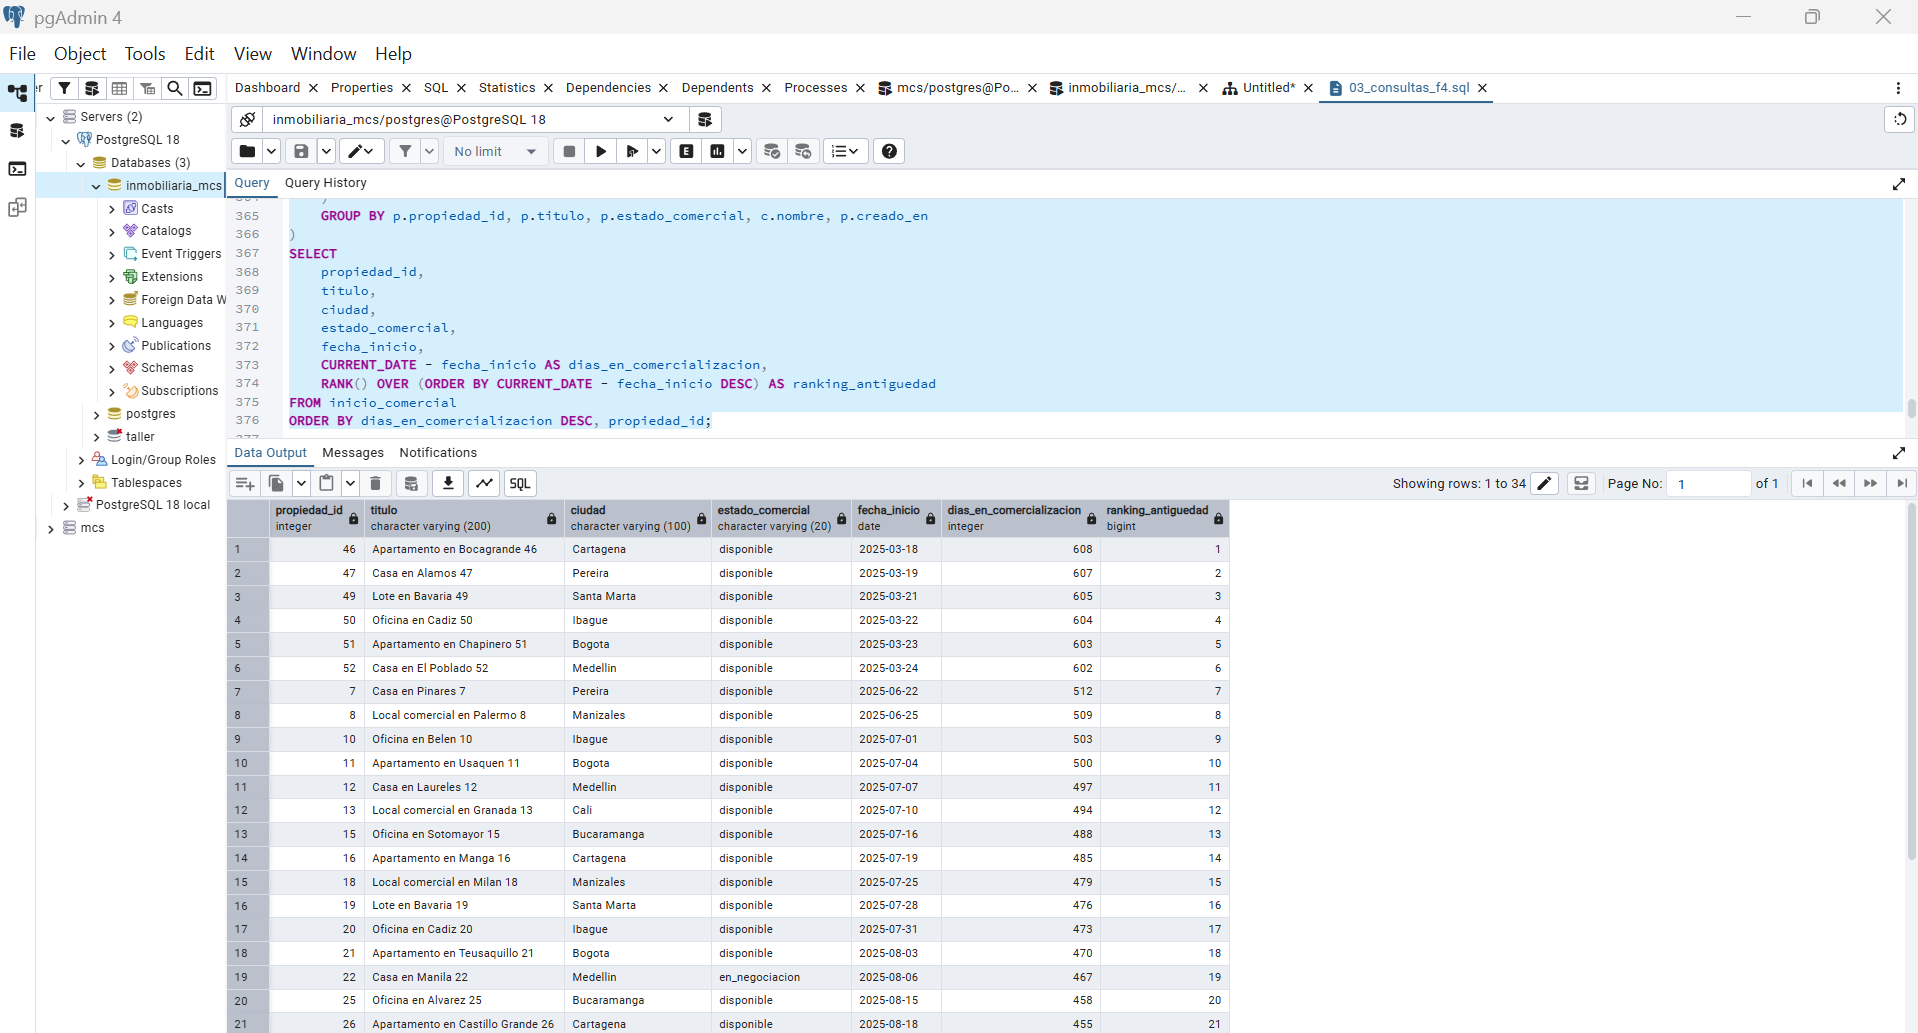 pgAdmin 4
File Object Tools Edit View Window Help
Dashboard Properties SQL Statistics Dependencies Dependents Processes mcs/postgres@Po... inmobiliaria_mcs/... Untitled* 03_consultas_f4.sql
Servers (2)
PostgreSQL 18
Databases (3)
inmobiliaria_mcs
Casts
Catalogs
Event Triggers
Extensions
Foreign Data W
Languages
Publications
Schemas
Subscriptions
postgres
taller
Login/Group Roles
Tablespaces
PostgreSQL 18 local
mcs
inmobiliaria_mcs/postgres@PostgreSQL 18
No limit
E
Query Query History
365 GROUP BY p.propiedad_id, p.titulo, p.estado_comercial, c.nombre, p.creado_en
366 )
367 SELECT
368 propiedad_id,
369 titulo,
370 ciudad,
371 estado_comercial,
372 fecha_inicio,
373 CURRENT_DATE - fecha_inicio AS dias_en_comercializacion,
374 RANK() OVER (ORDER BY CURRENT_DATE - fecha_inicio DESC) AS ranking_antiguedad
375 FROM inicio_comercial
376 ORDER BY dias_en_comercializacion DESC, propiedad_id;
Data Output Messages Notifications
SQL Showing rows: 1 to 34 Page No: 1 of 1
propiedad_id titulo ciudad estado_comercial fecha_inicio dias_en_comercializacion ranking_antiguedad
integer character varying (200) character varying (100) character varying (20) date integer bigint
1 46 Apartamento en Bocagrande 46 Cartagena disponible 2025-03-18 608 1
2 47 Casa en Alamos 47 Pereira disponible 2025-03-19 607 2
3 49 Lote en Bavaria 49 Santa Marta disponible 2025-03-21 605 3
4 50 Oficina en Cadiz 50 Ibague disponible 2025-03-22 604 4
5 51 Apartamento en Chapinero 51 Bogota disponible 2025-03-23 603 5
6 52 Casa en El Poblado 52 Medellin disponible 2025-03-24 602 6
7 7 Casa en Pinares 7 Pereira disponible 2025-06-22 512 7
8 8 Local comercial en Palermo 8 Manizales disponible 2025-06-25 509 8
9 10 Oficina en Belen 10 Ibague disponible 2025-07-01 503 9
10 11 Apartamento en Usaquen 11 Bogota disponible 2025-07-04 500 10
11 12 Casa en Laureles 12 Medellin disponible 2025-07-07 497 11
12 13 Local comercial en Granada 13 Cali disponible 2025-07-10 494 12
13 15 Oficina en Sotomayor 15 Bucaramanga disponible 2025-07-16 488 13
14 16 Apartamento en Manga 16 Cartagena disponible 2025-07-19 485 14
15 18 Local comercial en Milan 18 Manizales disponible 2025-07-25 479 15
16 19 Lote en Bavaria 19 Santa Marta disponible 2025-07-28 476 16
17 20 Oficina en Cadiz 20 Ibague disponible 2025-07-31 473 17
18 21 Apartamento en Teusaquillo 21 Bogota disponible 2025-08-03 470 18
19 22 Casa en Manila 22 Medellin en_negociacion 2025-08-06 467 19
20 25 Oficina en Alvarez 25 Bucaramanga disponible 2025-08-15 458 20
21 26 Apartamento en Castillo Grande 26 Cartagena disponible 2025-08-18 455 21